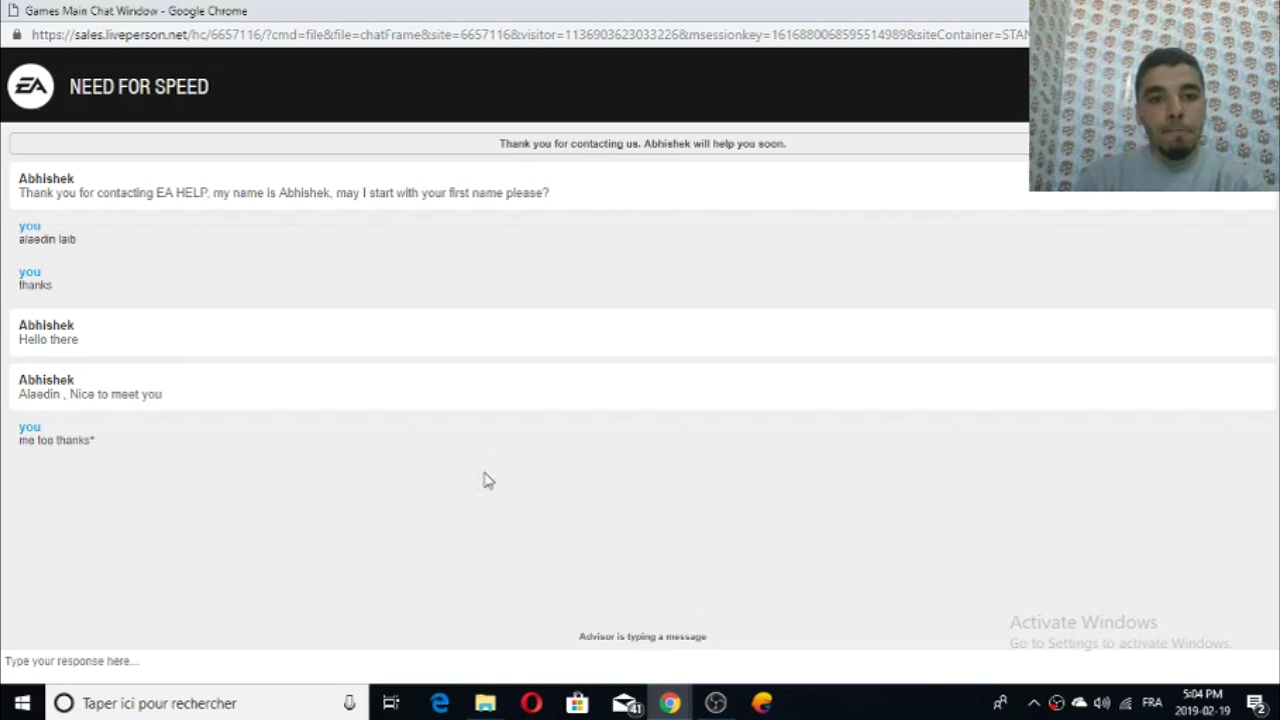 Games Main Chat Window - Google Chrome
https://sales.liveperson.net/hc/6657116/?cmd=file&file=chatFrame&site=6657116&visitor=113690362303322​6&msessionkey=1616880068595514989&siteContainer=STAN
EA
NEED FOR SPEED
Thank you for contacting us. Abhishek will help you soon.
Abhishek
Thank you for contacting EA HELP, my name is Abhishek, may I start with your first name please?
you
alaedin laib
you
thanks
Abhishek
Hello there
Abhishek
Alaedin , Nice to meet you
you
me too thanks*
Advisor is typing a message
Activate Windows
Go to Settings to activate Windows.
Type your response here...
Taper ici pour rechercher
41
FRA
5:04 PM
2019-02-19
2